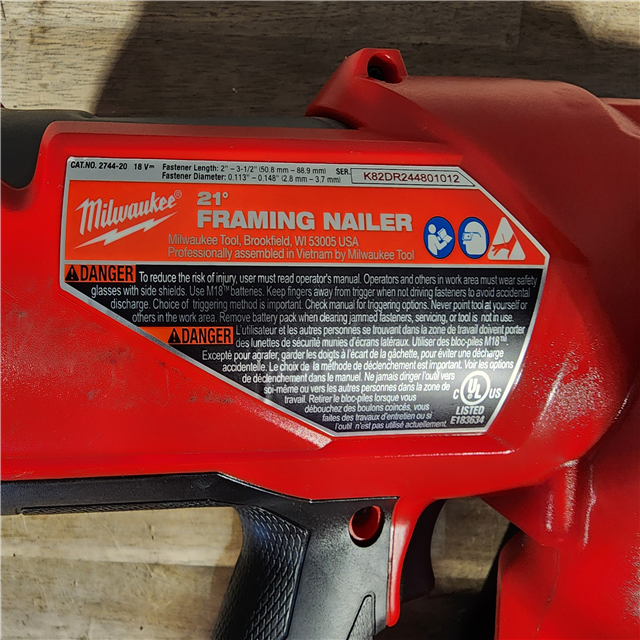 CAT.NO. 2744-20 18 V⎓ Fastener Length: 2" - 3-1/2" (50.8 mm - 88.9 mm) SER.
Fastener Diameter: 0.113" - 0.148" (2.8 mm - 3.7 mm) K82DR244801012
Milwaukee®
21°
FRAMING NAILER
Milwaukee Tool, Brookfield, WI 53005 USA
Professionally assembled in Vietnam by Milwaukee Tool
DANGER To reduce the risk of injury, user must read operator's manual. Operators and others in work area must wear safety
glasses with side shields. Use M18™ batteries. Keep fingers away from trigger when not driving fasteners to avoid accidental
discharge. Choice of triggering method is important. Check manual for triggering options. Never point tool at yourself or
others in the work area. Remove battery pack when clearing jammed fasteners, servicing, or tool is not in use.
DANGER L'utilisateur et les autres personnes se trouvant dans la zone de travail doivent porter
des lunettes de sécurité munies d'écrans latéraux. Utiliser des bloc-piles M18™.
Excepté pour agrafer, garder les doigts à l'écart de la gâchette, pour éviter une décharge
accidentelle. Le choix de la méthode de déclenchement est important. Voir les options
de déclenchement dans le manuel. Ne jamais diriger l'outil vers
soi-même ou vers les autres personnes dans la zone de
travail. Retirer le bloc-piles lorsque vous
débouchez des boulons coincés, vous
faites des travaux d'entretien ou si
l'outil n'est pas utilisé actuellement.
C UL US
LISTED
E183634